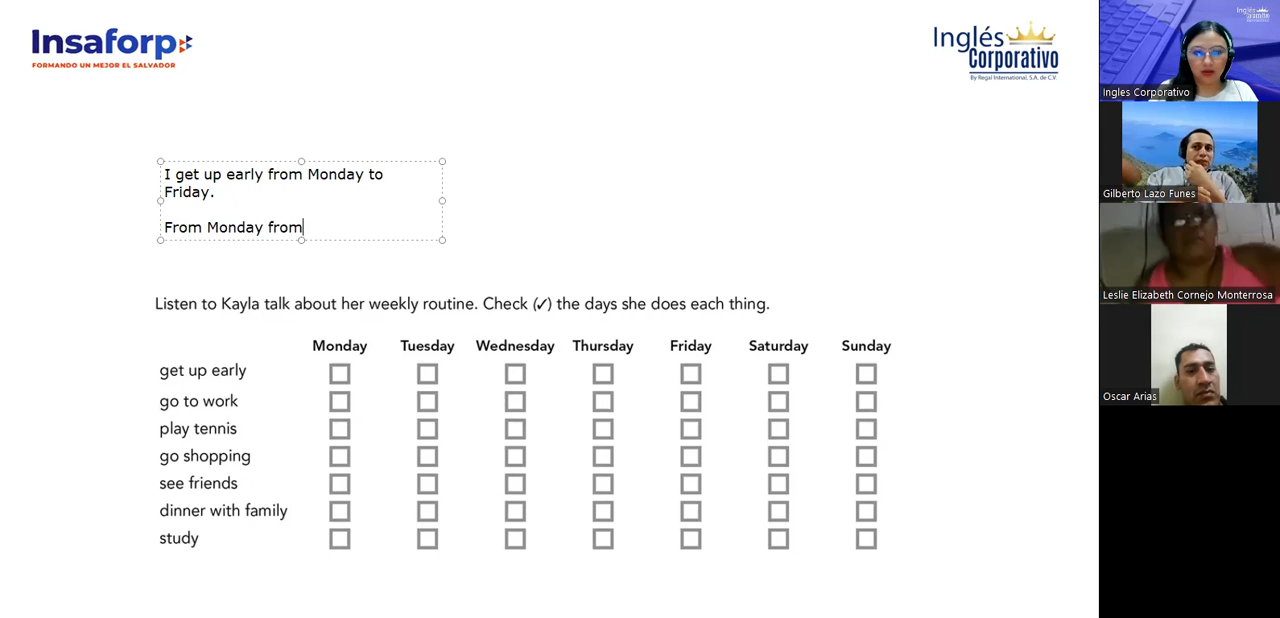 Insaforp
FORMANDO UN MEJOR EL SALVADOR
Inglés
Corporativo
By Regal International, S.A. de C.V.
I get up early from Monday to
Friday.
From Monday from
Listen to Kayla talk about her weekly routine. Check (✓) the days she does each thing.
Monday Tuesday Wednesday Thursday Friday Saturday Sunday
get up early
go to work
play tennis
go shopping
see friends
dinner with family
study
Inglés
Corporativo
Ingles Corporativo
Gilberto Lazo Funes
Leslie Elizabeth Cornejo Monterrosa
Oscar Arias